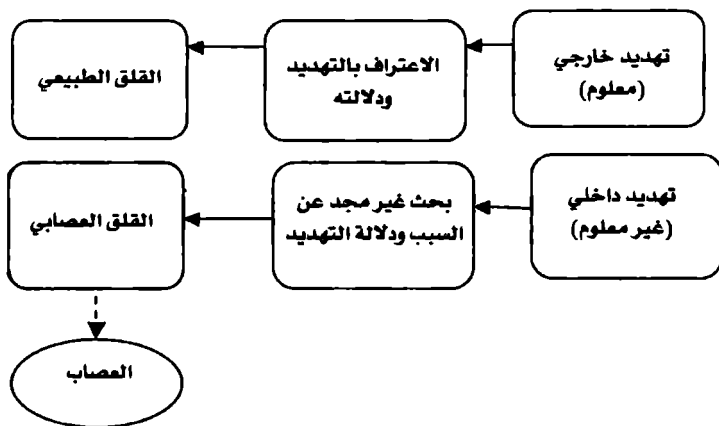 تهديد خارجي
(معلوم)
الاعتراف بالتهديد
ودلالته
القلق الطبيعي
تهديد داخلي
(غير معلوم)
بحث غير مجد عن
السبب ودلالة التهديد
القلق العصابي
العصاب